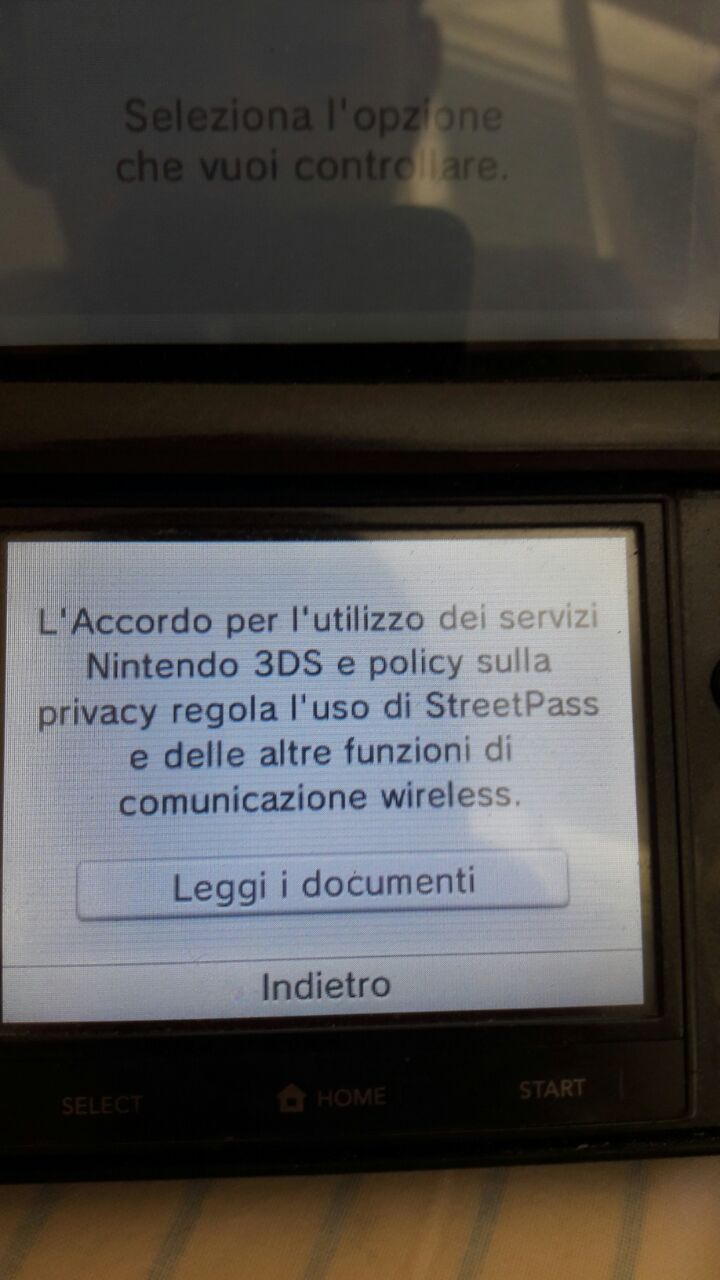 Seleziona l'opzione
che vuoi controllare.
L'Accordo per l'utilizzo dei servizi
Nintendo 3DS e policy sulla
privacy regola l'uso di StreetPass
e delle altre funzioni di
comunicazione wireless.
Leggi i documenti
Indietro
SELECT HOME START